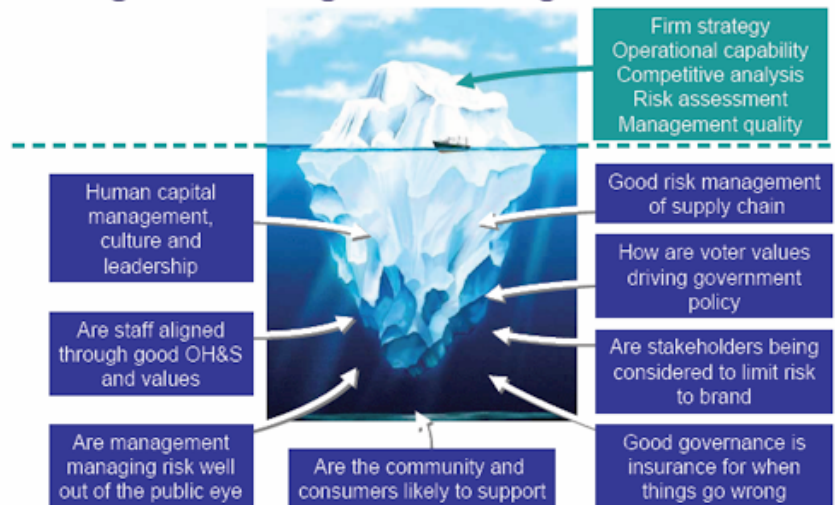 Firm strategy
Operational capability
Competitive analysis
Risk assessment
Management quality
Human capital
management,
culture and
leadership
Good risk management
of supply chain
How are voter values
driving government
policy
Are staff aligned
through good OH&S
and values
Are stakeholders being
considered to limit risk
to brand
Are management
managing risk well
out of the public eye
Are the community and
consumers likely to support
Good governance is
insurance for when
things go wrong